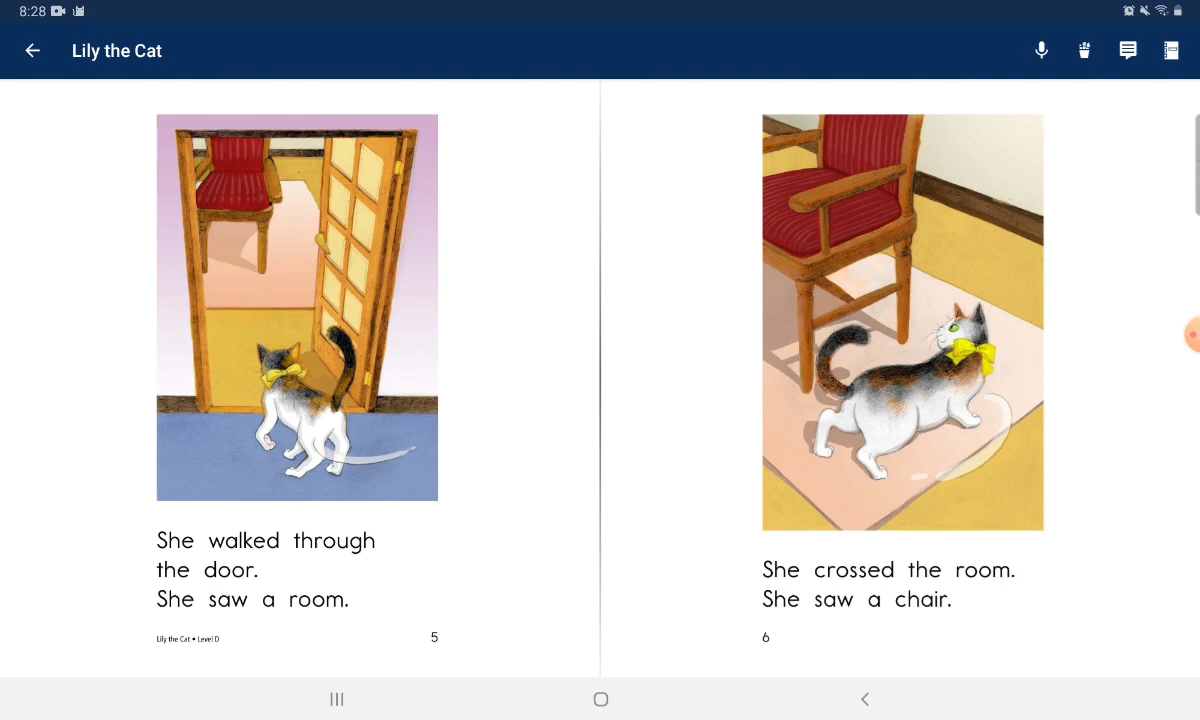 8:28
Lily the Cat
She walked through
the door.
She saw a room.
Lily the Cat • Level D
5
She crossed the room.
She saw a chair.
6